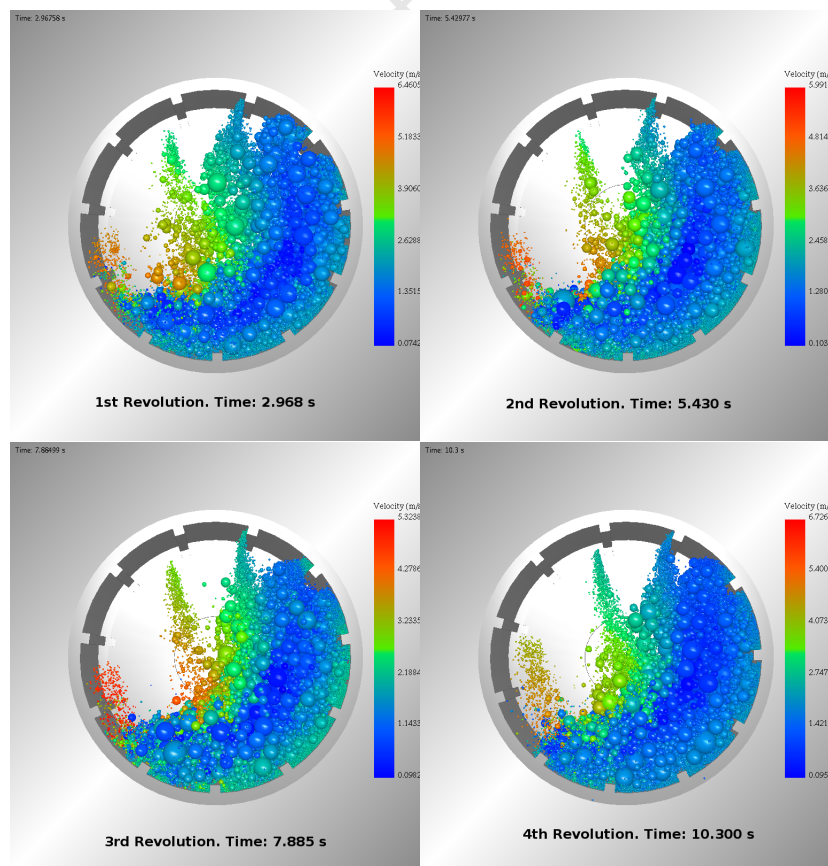 Time: 2.96758 s
Velocity (m/s
6.4605
5.1833
3.9060
2.6288
1.3515
0.0742
1st Revolution. Time: 2.968 s
Time: 5.42977 s
Velocity (m/s
5.991
4.814
3.636
2.458
1.280
0.103
2nd Revolution. Time: 5.430 s
Time: 7.88499 s
Velocity (m/s
5.3238
4.2786
3.2335
2.1884
1.1433
0.0982
3rd Revolution. Time: 7.885 s
Time: 10.3 s
Velocity (m/s
6.726
5.400
4.073
2.747
1.421
0.095
4th Revolution. Time: 10.300 s